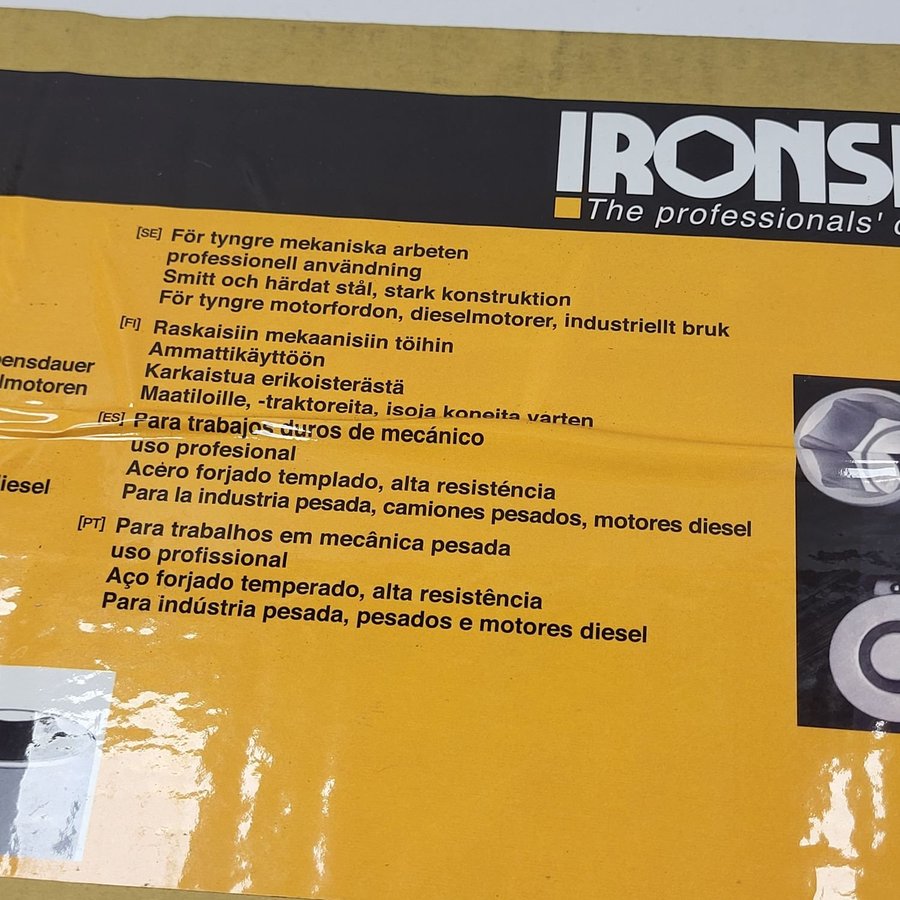 IRONS
The professionals'
[SE] För tyngre mekaniska arbeten
professionell användning
Smitt och härdat stål, stark konstruktion
För tyngre motorfordon, dieselmotorer, industriellt bruk
[FI] Raskaisiin mekaanisiin töihin
Ammattikäyttöön
Karkaistua erikoisterästä
Maatiloille, -traktoreita, isoja koneita varten
ensdauer
lmotoren
[ES] Para trabajos duros de mecánico
uso profesional
Acéro forjado templado, alta resisténcia
Para la industria pesada, camiones pesados, motores diesel
iesel
[PT] Para trabalhos em mecânica pesada
uso profissional
Aço forjado temperado, alta resistência
Para indústria pesada, pesados e motores diesel